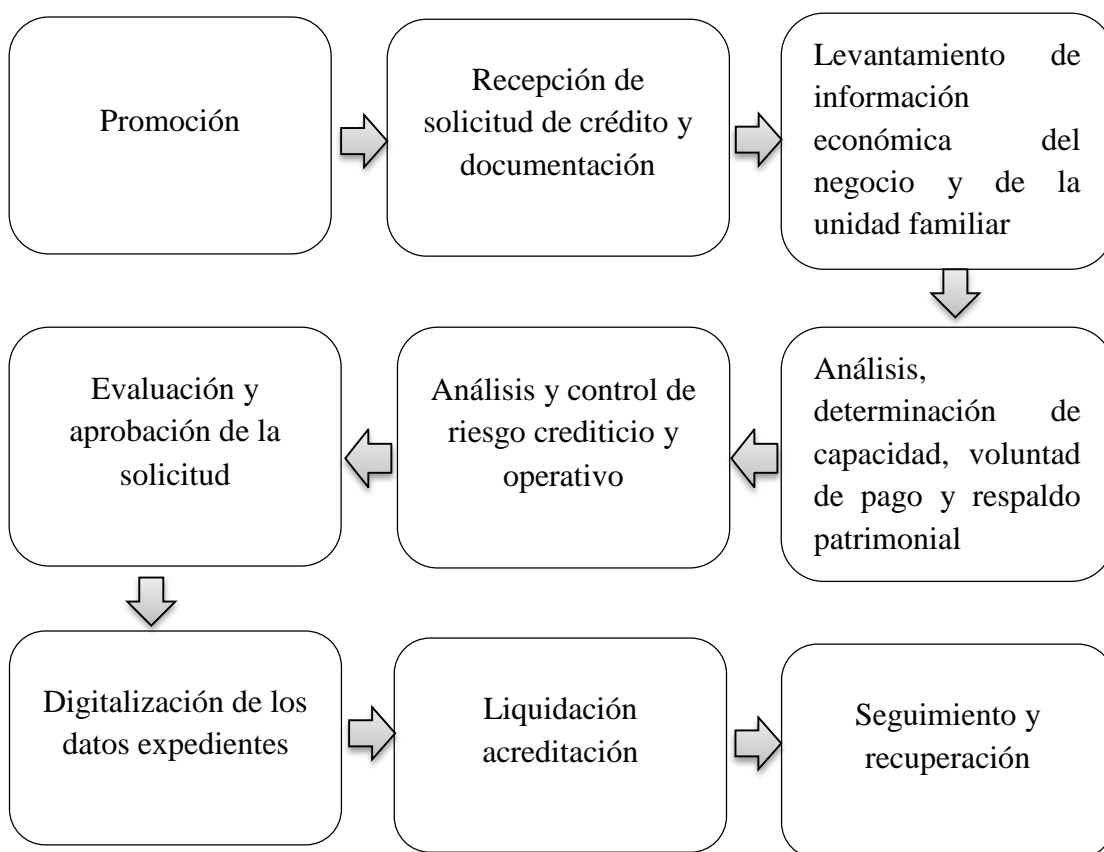 Promoción
Recepción de
solicitud de crédito y
documentación
Levantamiento de
información
económica del
negocio y de la
unidad familiar
Análisis,
determinación de
capacidad, voluntad
de pago y respaldo
patrimonial
Análisis y control de
riesgo crediticio y
operativo
Evaluación y
aprobación de la
solicitud
Digitalización de los
datos expedientes
Liquidación
acreditación
Seguimiento y
recuperación